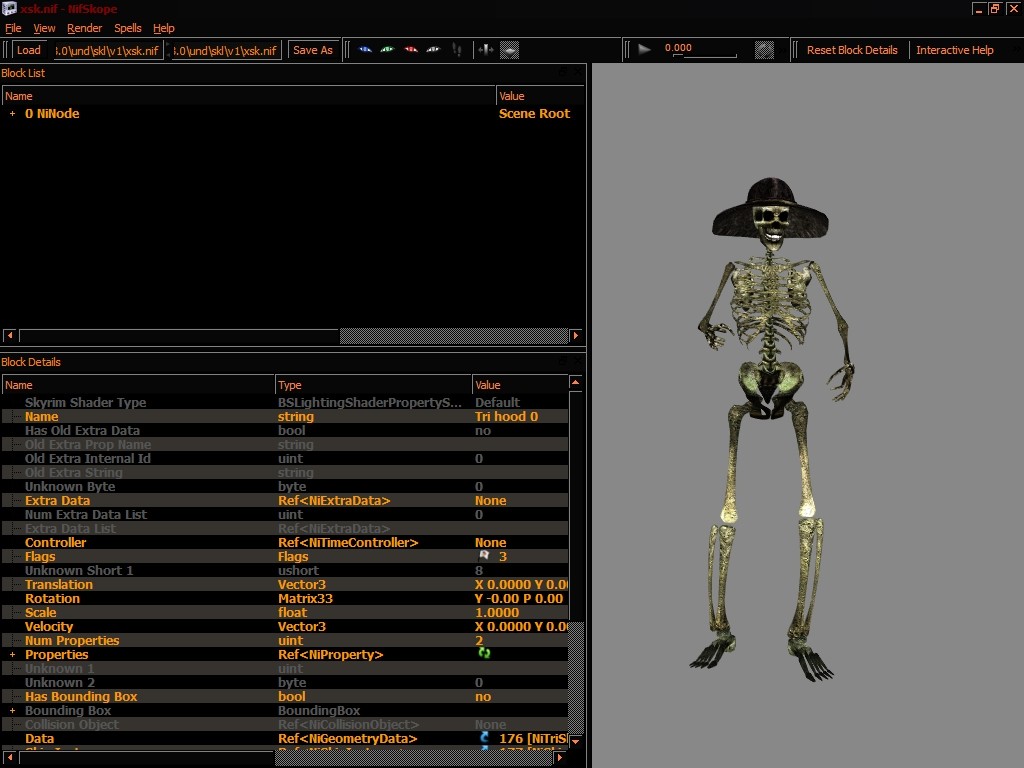 xsk.nif - NifSkope
File View Render Spells Help
Load 3.0\und\skl\v1\xsk.nif 3.0\und\skl\v1\xsk.nif Save As 0.000 Reset Block Details Interactive Help
Block List
Name Value
+ 0 NiNode Scene Root
Block Details
Name Type Value
Skyrim Shader Type BSLightingShaderPropertyS... Default
Name string Tri hood 0
Has Old Extra Data bool no
Old Extra Prop Name string
Old Extra Internal Id uint 0
Old Extra String string
Unknown Byte byte 0
Extra Data Ref<NiExtraData> None
Num Extra Data List uint 0
Extra Data List Ref<NiExtraData>
Controller Ref<NiTimeController> None
Flags Flags 3
Unknown Short 1 ushort 8
Translation Vector3 X 0.0000 Y 0.0
Rotation Matrix33 Y -0.00 P 0.00
Scale float 1.0000
Velocity Vector3 X 0.0000 Y 0.0
Num Properties uint 2
+ Properties Ref<NiProperty>
Unknown 1 uint
Unknown 2 byte 0
Has Bounding Box bool no
+ Bounding Box BoundingBox
Collision Object Ref<NiCollisionObject> None
Data Ref<NiGeometryData> 176 [NiTriS